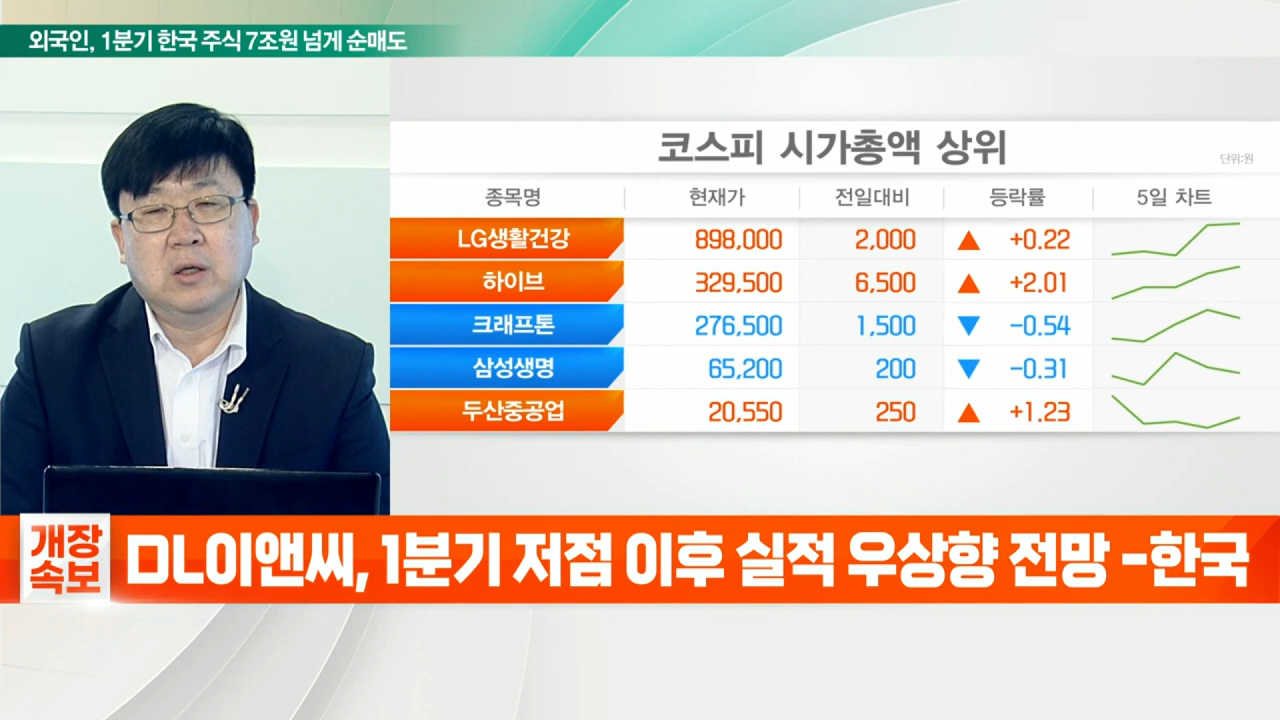 외국인, 1분기 한국 주식 7조원 넘게 순매도
코스피 시가총액 상위
단위:원
종목명 현재가 전일대비 등락률 5일 차트
LG생활건강 898,000 2,000 ▲ +0.22
하이브 329,500 6,500 ▲ +2.01
크래프톤 276,500 1,500 ▼ -0.54
삼성생명 65,200 200 ▼ -0.31
두산중공업 20,550 250 ▲ +1.23
개장
속보
DL이앤씨, 1분기 저점 이후 실적 우상향 전망 -한국